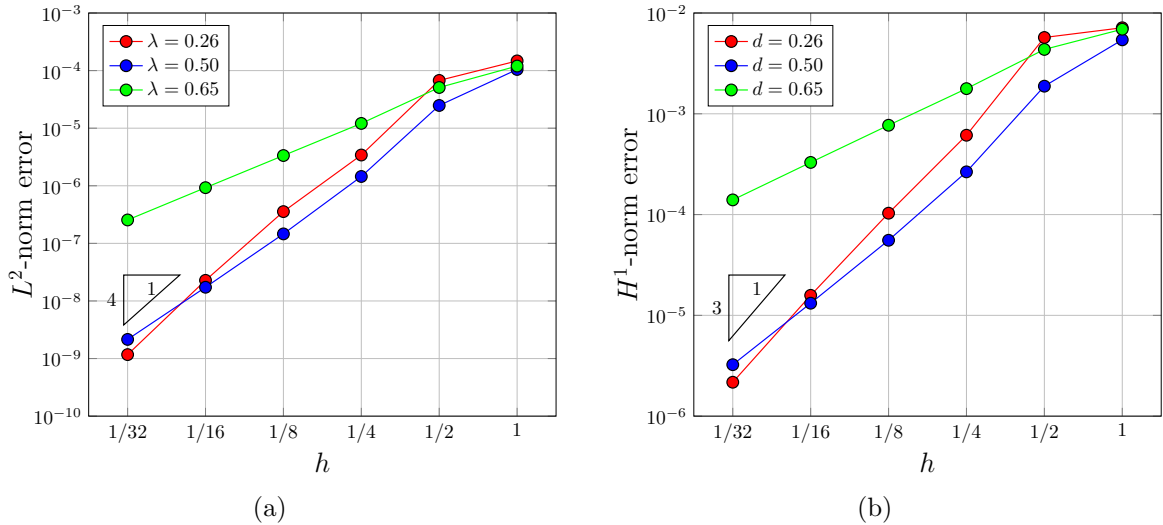 10⁻³
10⁻⁴
10⁻⁵
10⁻⁶
10⁻⁷
10⁻⁸
10⁻⁹
10⁻¹⁰
L²-norm error
λ = 0.26
λ = 0.50
λ = 0.65
4
1
1/32 1/16 1/8 1/4 1/2 1
h
(a)
10⁻²
10⁻³
10⁻⁴
10⁻⁵
10⁻⁶
H¹-norm error
d = 0.26
d = 0.50
d = 0.65
3
1
1/32 1/16 1/8 1/4 1/2 1
h
(b)